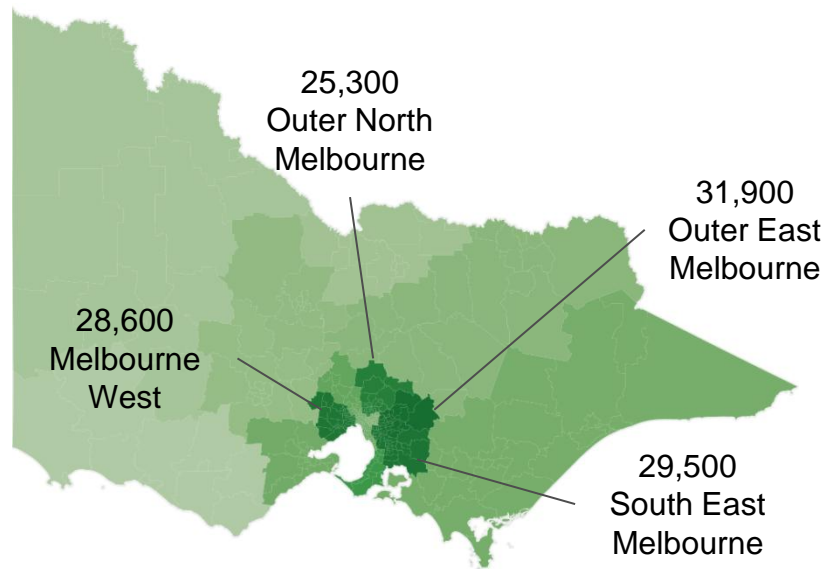 25,300
Outer North
Melbourne
31,900
Outer East
Melbourne
28,600
Melbourne
West
29,500
South East
Melbourne